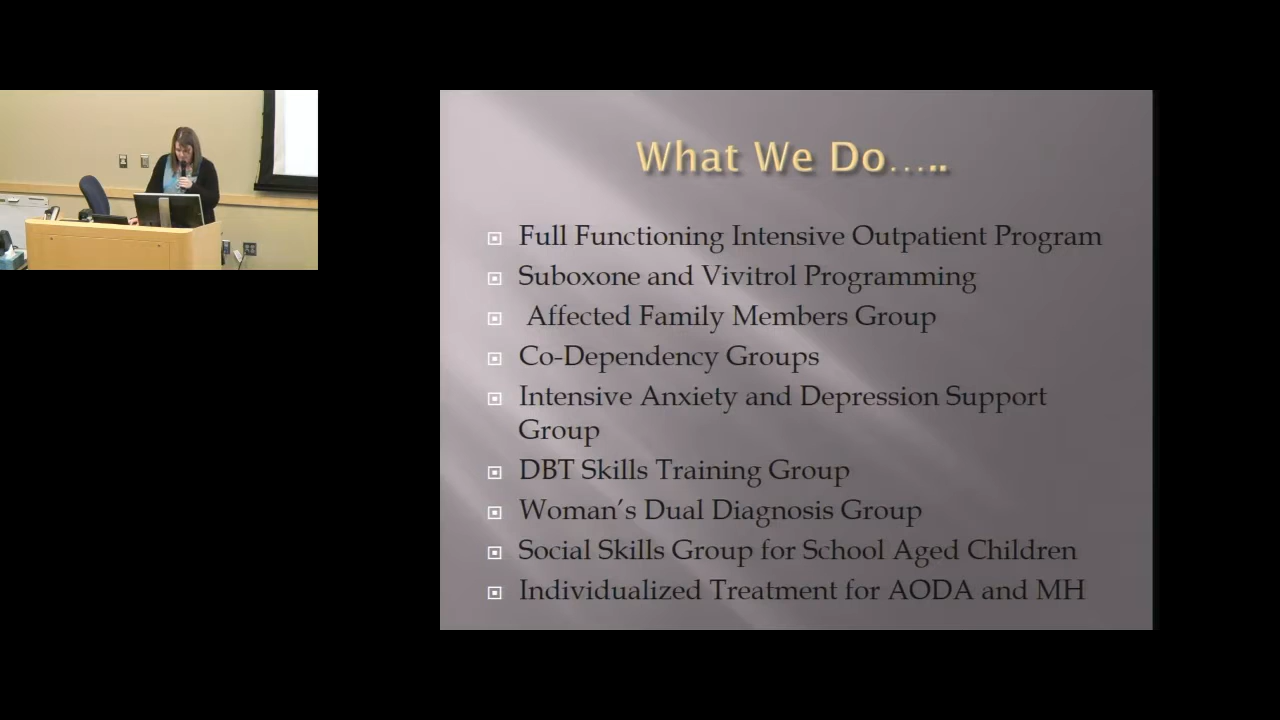 What We Do…..
Full Functioning Intensive Outpatient Program
Suboxone and Vivitrol Programming
Affected Family Members Group
Co-Dependency Groups
Intensive Anxiety and Depression Support
Group
DBT Skills Training Group
Woman’s Dual Diagnosis Group
Social Skills Group for School Aged Children
Individualized Treatment for AODA and MH